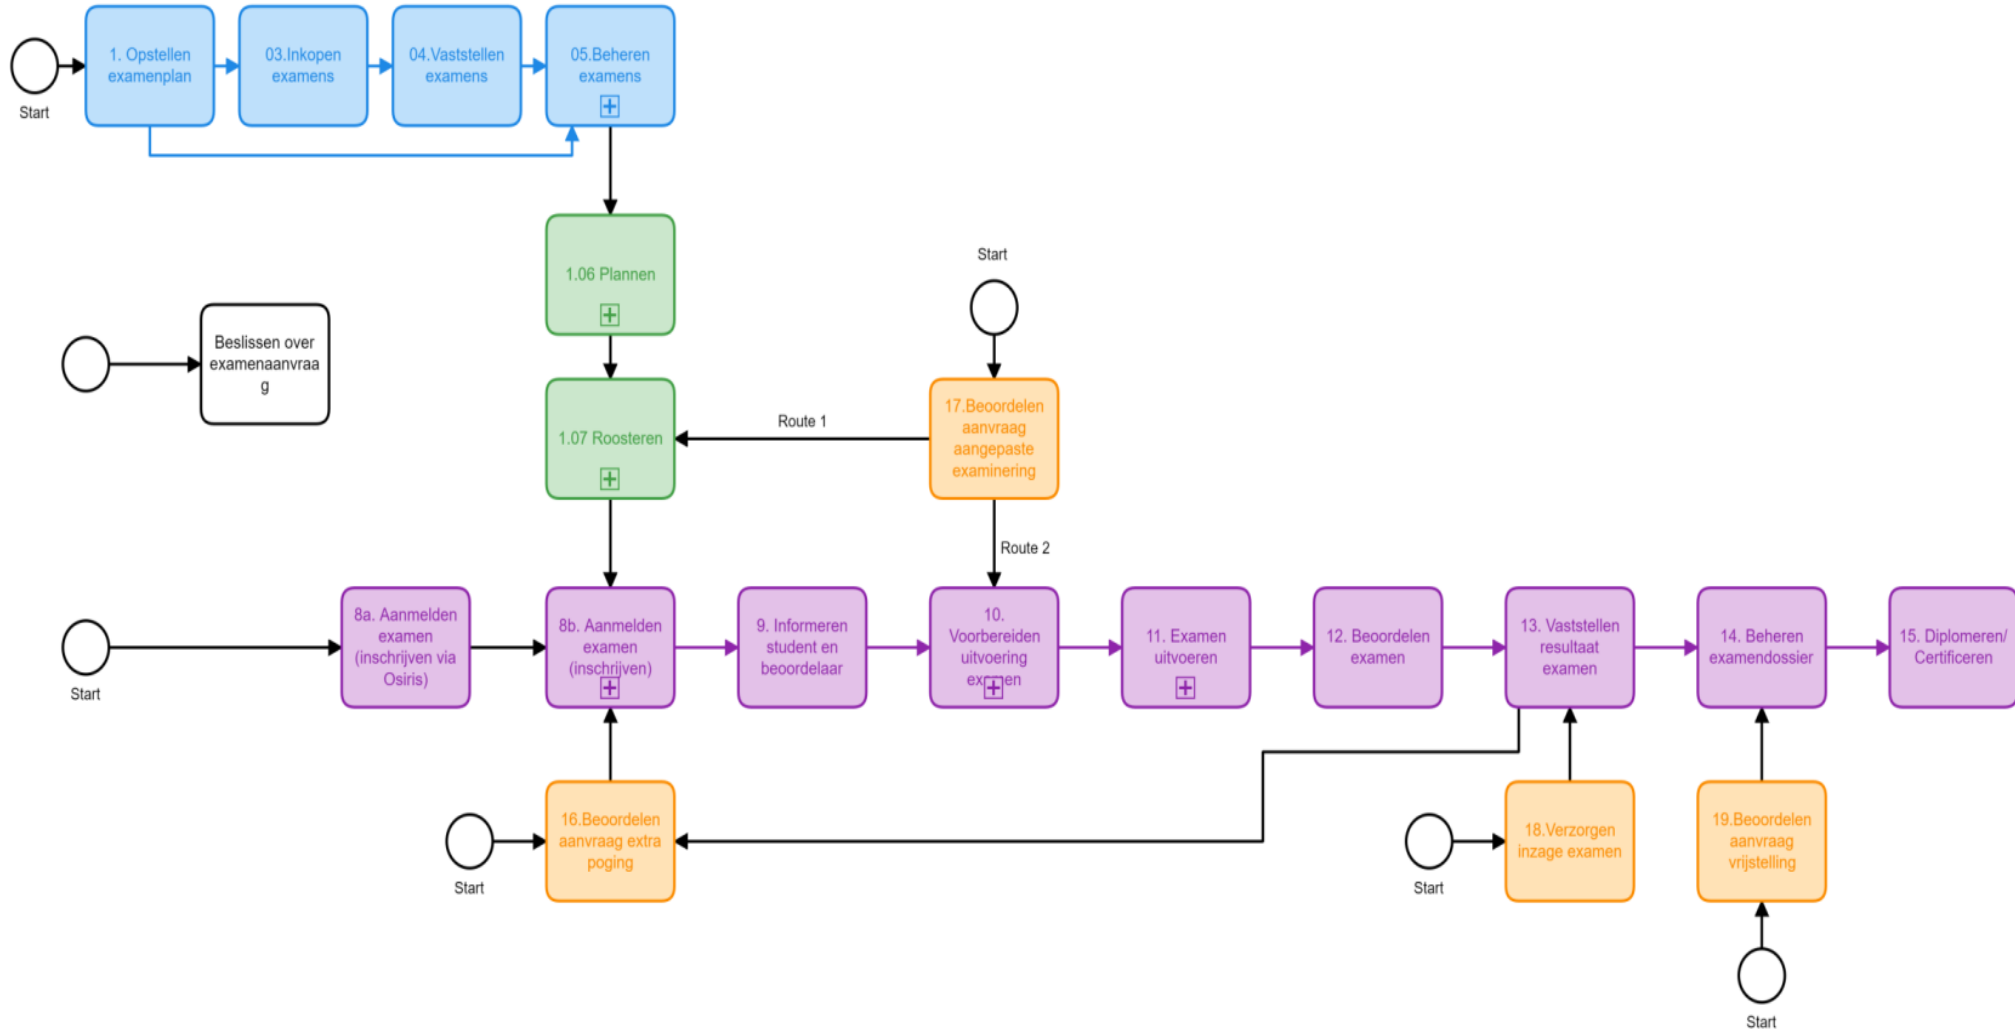 Start
1. Opstellen
examenplan
03.Inkopen
examens
04.Vaststellen
examens
05.Beheren
examens
1.06 Plannen
Start
Beslissen over
examenaanvraa
g
1.07 Roosteren
Route 1
17.Beoordelen
aanvraag
aangepaste
examinering
Route 2
Start
8a. Aanmelden
examen
(inschrijven via
Osiris)
8b. Aanmelden
examen
(inschrijven)
9. Informeren
student en
beoordelaar
10.
Voorbereiden
uitvoering
examen
11. Examen
uitvoeren
12. Beoordelen
examen
13. Vaststellen
resultaat
examen
14. Beheren
examendossier
15. Diplomeren/
Certificeren
Start
16.Beoordelen
aanvraag extra
poging
Start
18.Verzorgen
inzage examen
19.Beoordelen
aanvraag
vrijstelling
Start